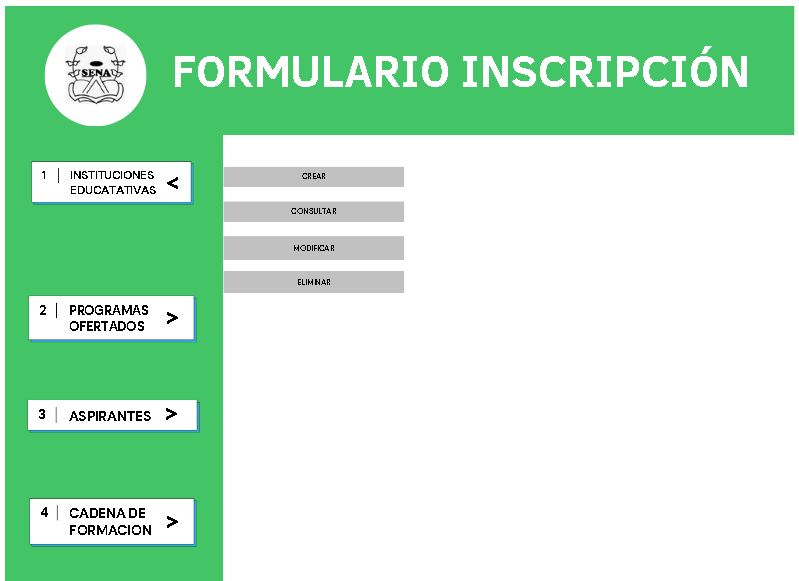 SENA
FORMULARIO INSCRIPCIÓN
1 | INSTITUCIONES
EDUCATATIVAS <
CREAR
CONSULTAR
MODIFICAR
ELIMINAR
2 | PROGRAMAS
OFERTADOS >
3 | ASPIRANTES >
4 | CADENA DE
FORMACION >